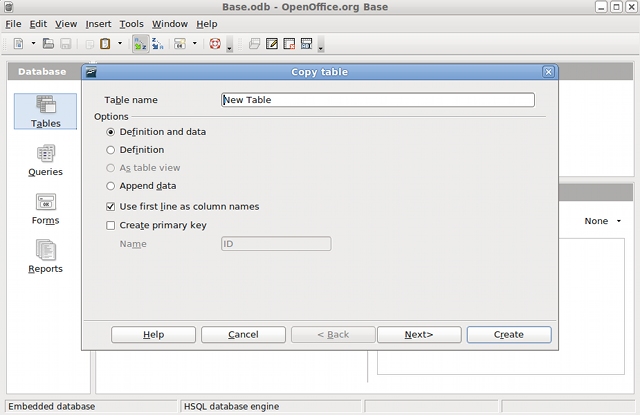 Base.odb - OpenOffice.org Base
File Edit View Insert Tools Window Help
Database
Copy table
Table name New Table
Options
Definition and data
Definition
As table view
Append data
Use first line as column names
Create primary key
Name ID
Tables
Queries
Forms
Reports
None
Help Cancel < Back Next> Create
Embedded database HSQL database engine